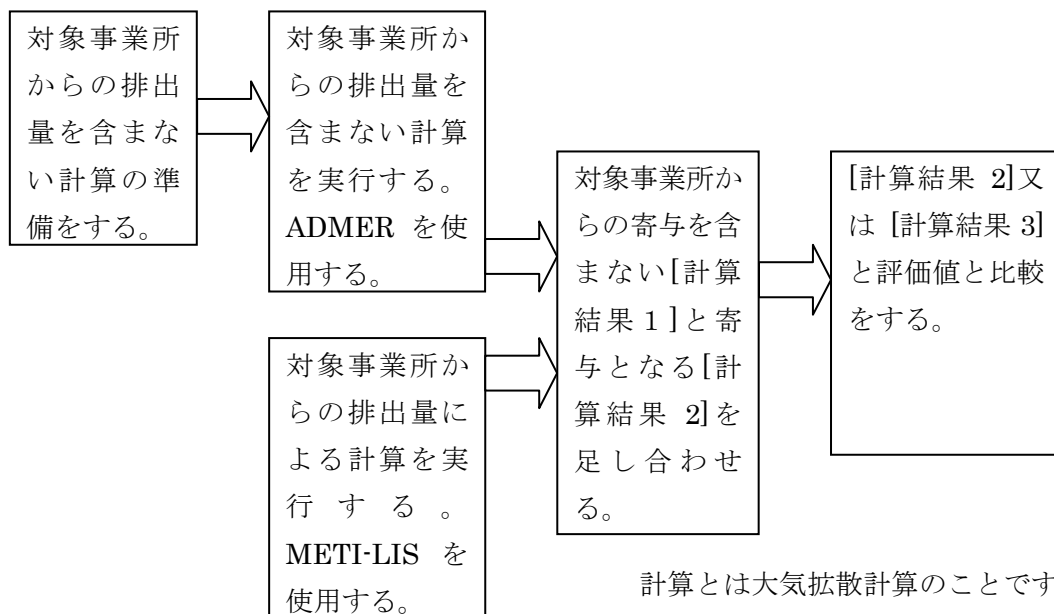 対象事業所
からの排出
量を含まな
い計算の準
備をする。
対象事業所か
らの排出量を
含まない計算
を実行する。
ADMER を使
用する。
対象事業所か
らの排出量に
よる計算を実
行する。
METI-LIS を
使用する。
対象事業所か
らの寄与を含
まない[計算
結果 1]と寄
与となる[計
算結果 2]を
足し合わせ
る。
[計算結果 2]又
は [計算結果 3]
と評価値と比較
をする。
計算とは大気拡散計算のことです